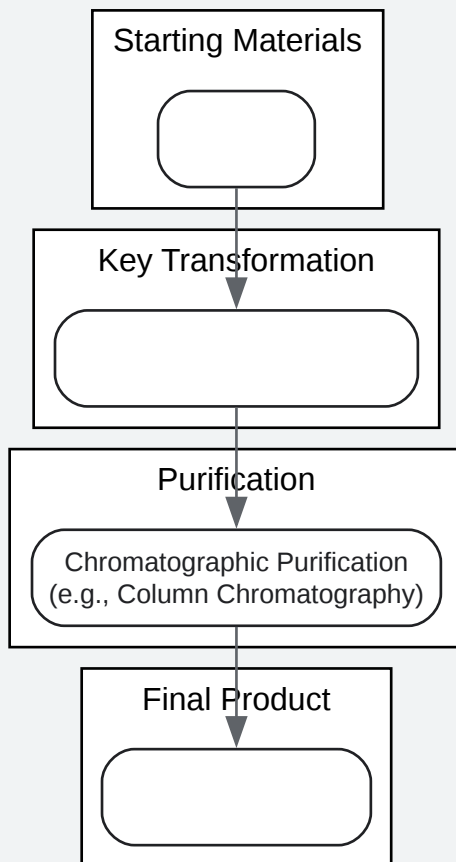 Starting Materials
Key Transformation
Purification
Chromatographic Purification
(e.g., Column Chromatography)
Final Product